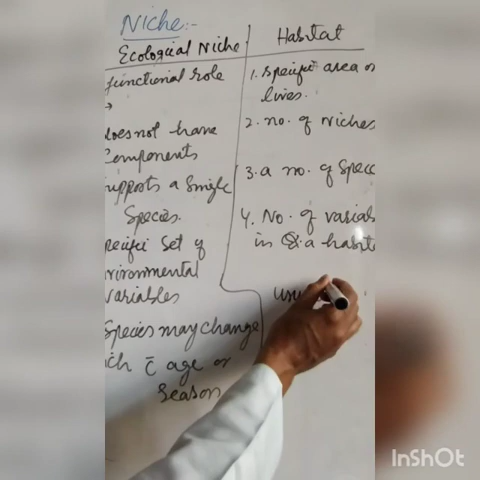 Niche:-
Ecological Niche
functional role
does not have
Components
supports a Single
Species.
specific Set of
environmental
variables
Species may change
c̄ age or
Season
Habitat
1. Specific area or
lives.
2. no. of Niches
3. a no. of Spec
4. No. of variab
in a habit
InShOt